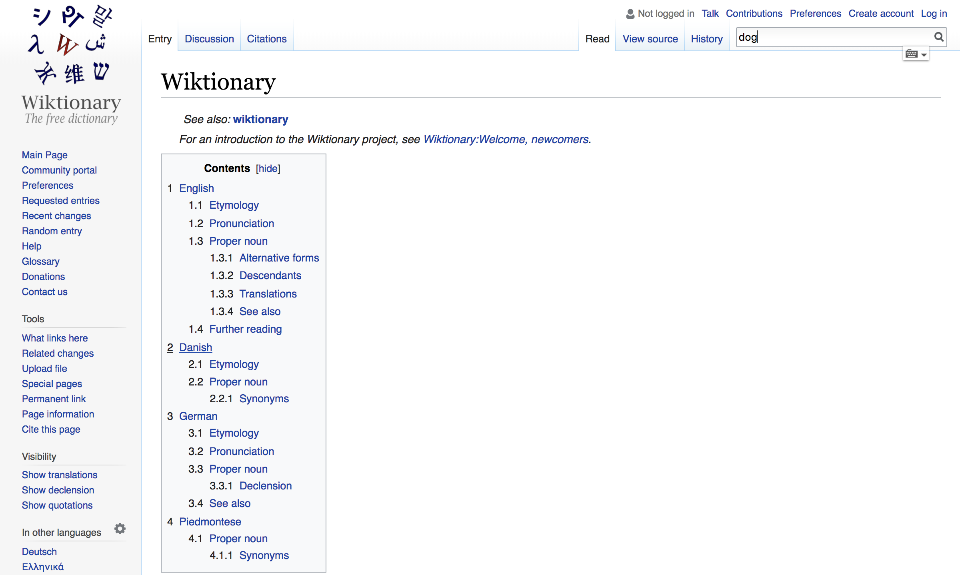 Not logged in Talk Contributions Preferences Create account Log in
Entry Discussion Citations Read View source History dog
Wiktionary
The free dictionary
Main Page
Community portal
Preferences
Requested entries
Recent changes
Random entry
Help
Glossary
Donations
Contact us
Tools
What links here
Related changes
Upload file
Special pages
Permanent link
Page information
Cite this page
Visibility
Show translations
Show declension
Show quotations
In other languages
Deutsch
Ελληνικά
Wiktionary
See also: wiktionary
For an introduction to the Wiktionary project, see Wiktionary:Welcome, newcomers.
Contents [hide]
1 English
1.1 Etymology
1.2 Pronunciation
1.3 Proper noun
1.3.1 Alternative forms
1.3.2 Descendants
1.3.3 Translations
1.3.4 See also
1.4 Further reading
2 Danish
2.1 Etymology
2.2 Proper noun
2.2.1 Synonyms
3 German
3.1 Etymology
3.2 Pronunciation
3.3 Proper noun
3.3.1 Declension
3.4 See also
4 Piedmontese
4.1 Proper noun
4.1.1 Synonyms